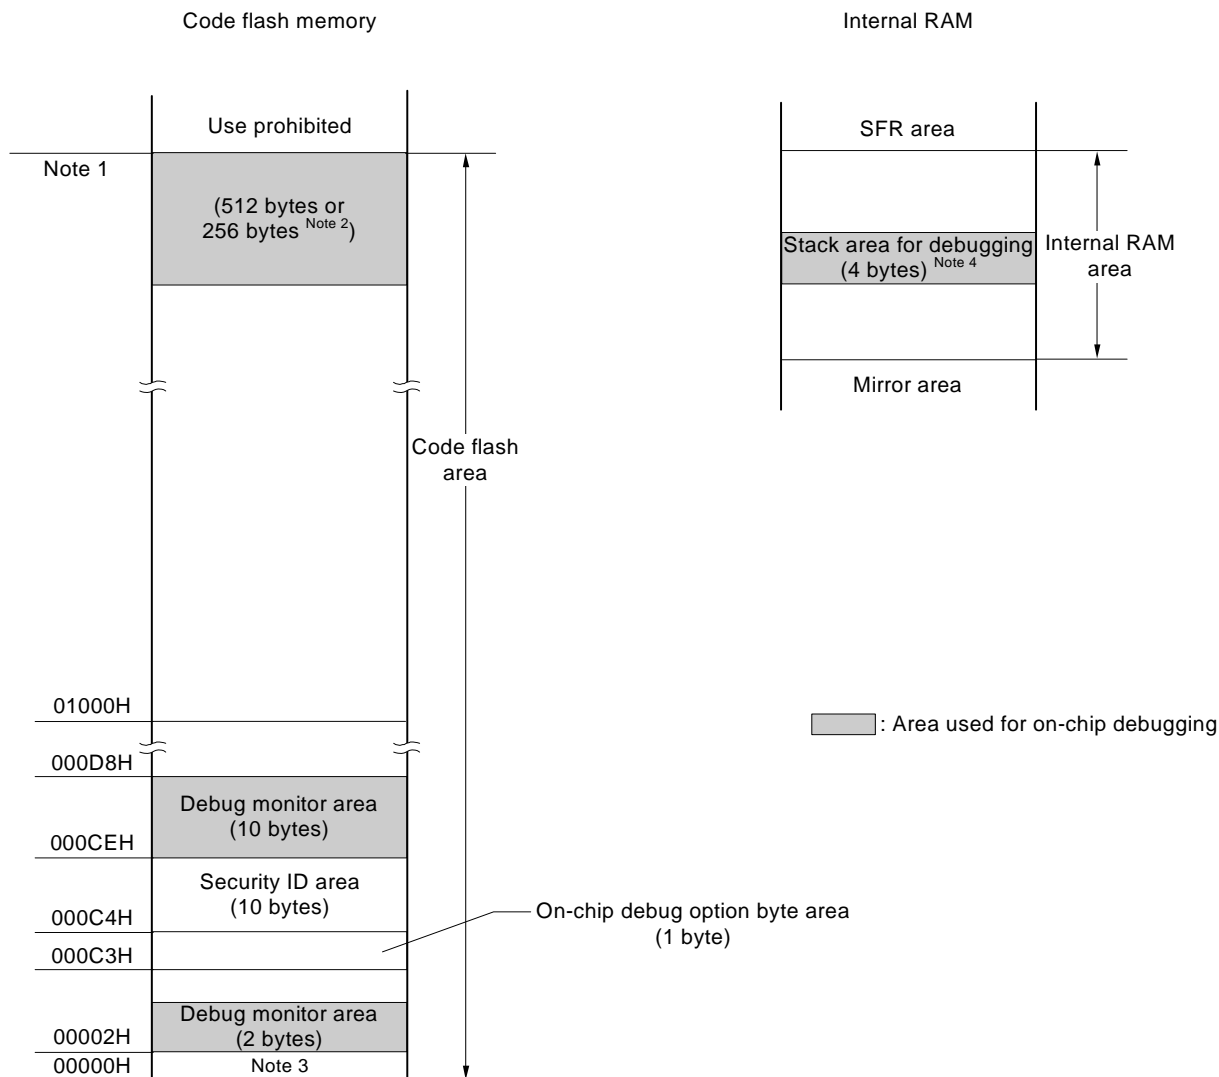 Code flash memory
Internal RAM
Use prohibited
Note 1
(512 bytes or
256 bytes Note 2)
Code flash
area
01000H
000D8H
Debug monitor area
(10 bytes)
000CEH
Security ID area
(10 bytes)
000C4H
On-chip debug option byte area
(1 byte)
000C3H
Debug monitor area
(2 bytes)
00002H
00000H
Note 3
SFR area
Stack area for debugging
(4 bytes) Note 4
Internal RAM
area
Mirror area
: Area used for on-chip debugging